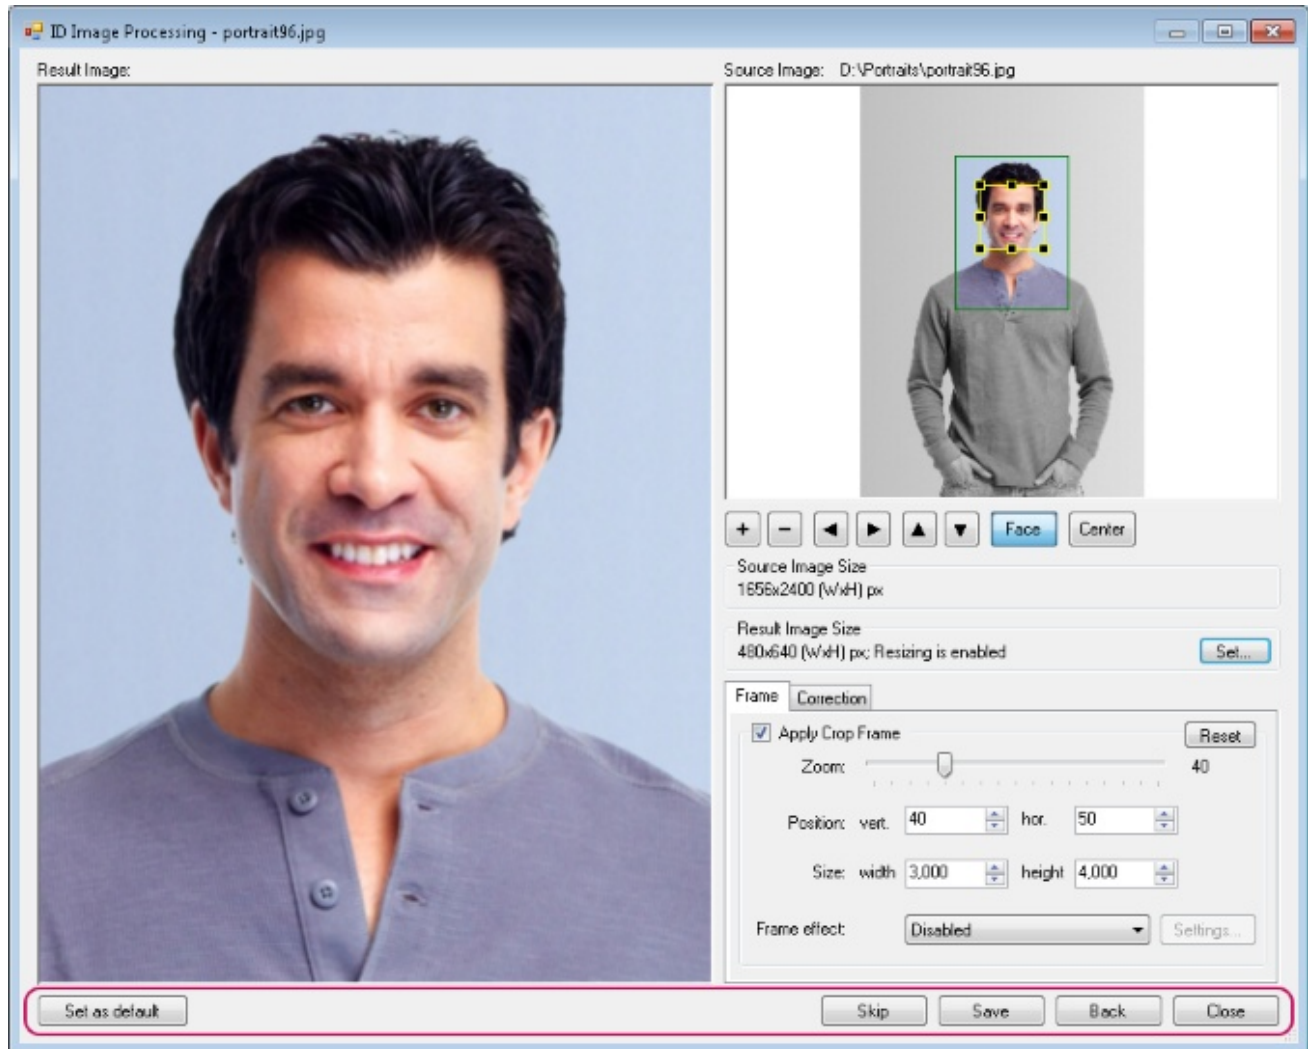 ID Image Processing - portrait96.jpg
Result Image:
Source Image: D:\Portraits\portrait96.jpg
+ - Face Center
Source Image Size
1656x2400 (WxH) px
Result Image Size
480x640 (WxH) px; Resizing is enabled Set...
Frame Correction
Apply Crop Frame Reset
Zoom: 40
Position: vert. 40 hor. 50
Size: width 3,000 height 4,000
Frame effect: Disabled Settings...
Set as default Skip Save Back Close